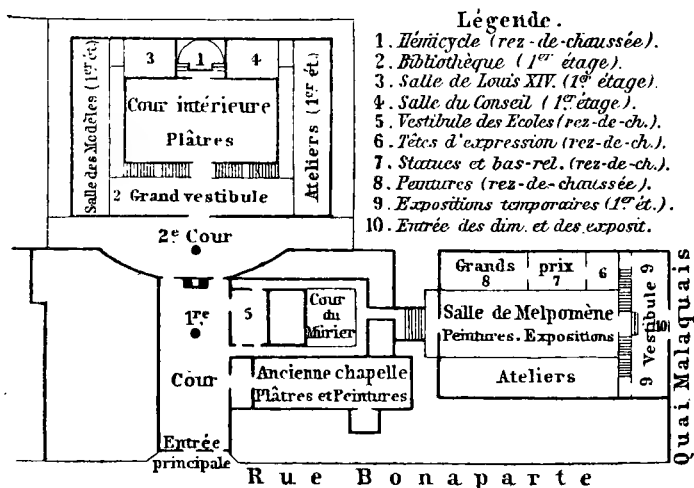 Légende.
1. Hémicycle (rez-de-chaussée).
2. Bibliothèque (1er étage).
3. Salle de Louis XIV. (1er étage)
4. Salle du Conseil (1er étage).
5. Vestibule des Ecoles (rez-de-ch.).
6. Têtes d'expression (rez-de-ch.).
7. Statues et bas-rel. (rez-de-ch.).
8. Peintures (rez-de-chaussée).
9. Expositions temporaires (1er ét.).
10. Entrée des dim. et des exposit.
3
1
4
Cour intérieure
Plâtres
Salle des Modèles (1er ét.)
Ateliers (1er ét.)
2 Grand vestibule
2e Cour
1re
Cour
5
Cour
du
Mûrier
Ancienne chapelle
Plâtres et Peintures
Grands
8
prix
7
6
Salle de Melpomène
Peintures. Expositions
Ateliers
9 Vestibule 9
10
Quai Malaquais
Entrée
principale
Rue Bonaparte